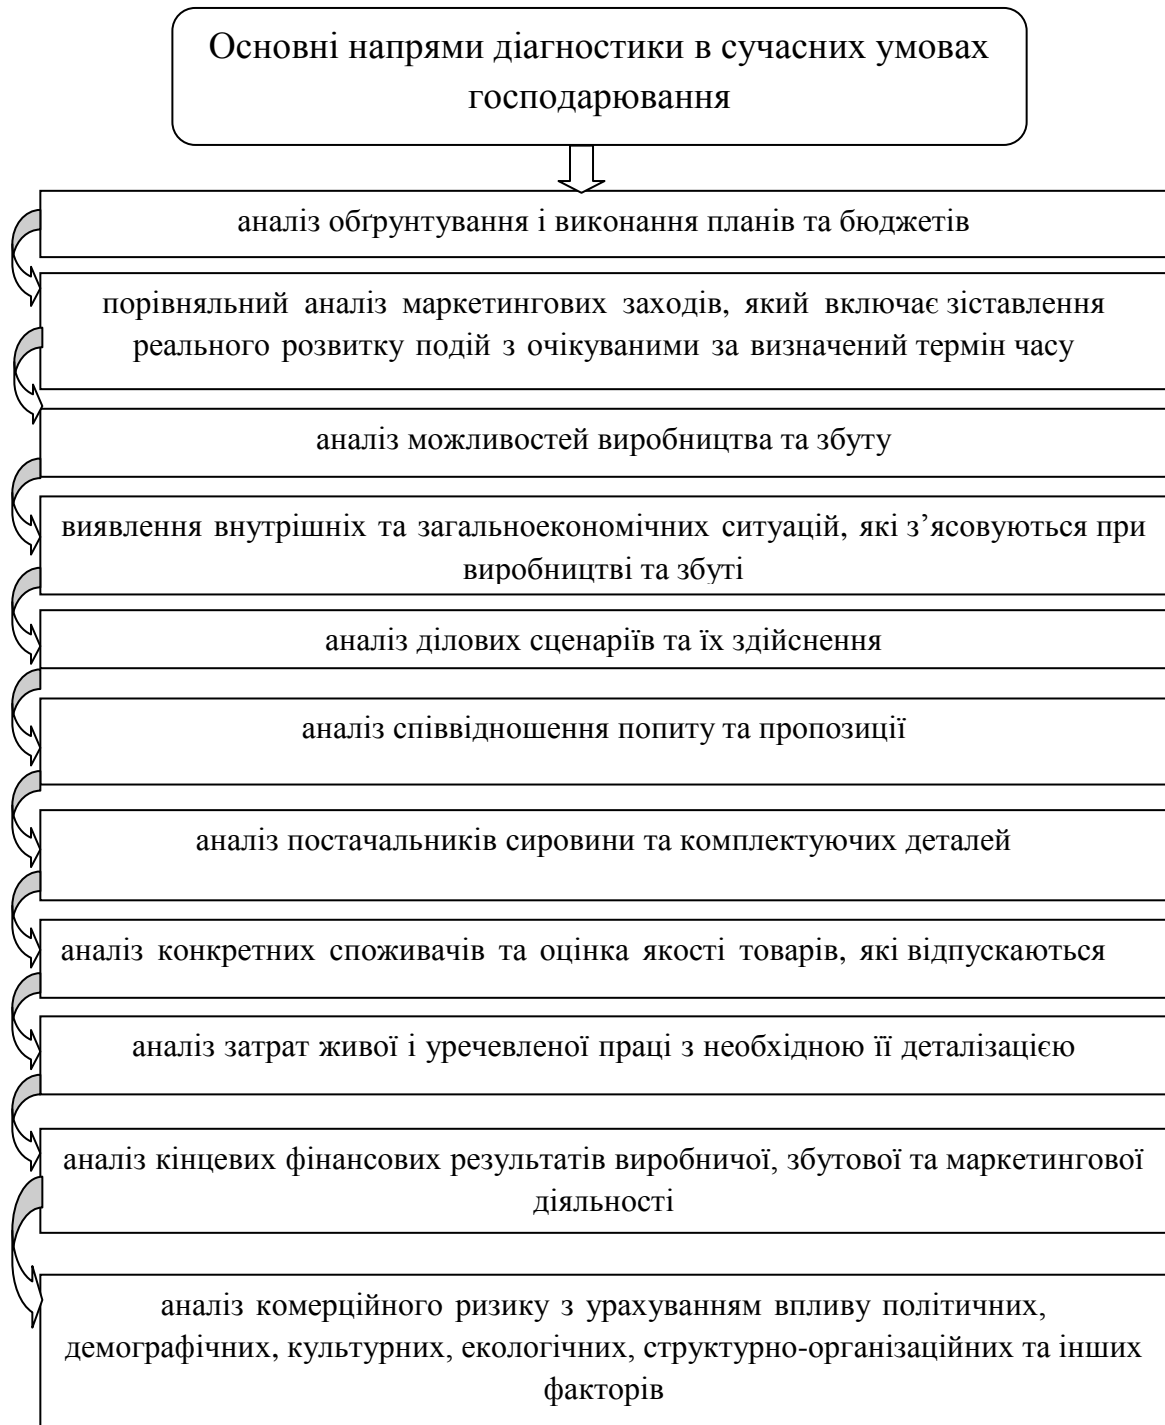 Основні напрями діагностики в сучасних умовах
господарювання
аналіз обґрунтування і виконання планів та бюджетів
порівняльний аналіз маркетингових заходів, який включає зіставлення
реального розвитку подій з очікуваними за визначений термін часу
аналіз можливостей виробництва та збуту
виявлення внутрішніх та загальноекономічних ситуацій, які з’ясовуються при
виробництві та збуті
аналіз ділових сценаріїв та їх здійснення
аналіз співвідношення попиту та пропозиції
аналіз постачальників сировини та комплектуючих деталей
аналіз конкретних споживачів та оцінка якості товарів, які відпускаються
аналіз затрат живої і уречевленої праці з необхідною її деталізацією
аналіз кінцевих фінансових результатів виробничої, збутової та маркетингової
діяльності
аналіз комерційного ризику з урахуванням впливу політичних,
демографічних, культурних, екологічних, структурно-організаційних та інших
факторів